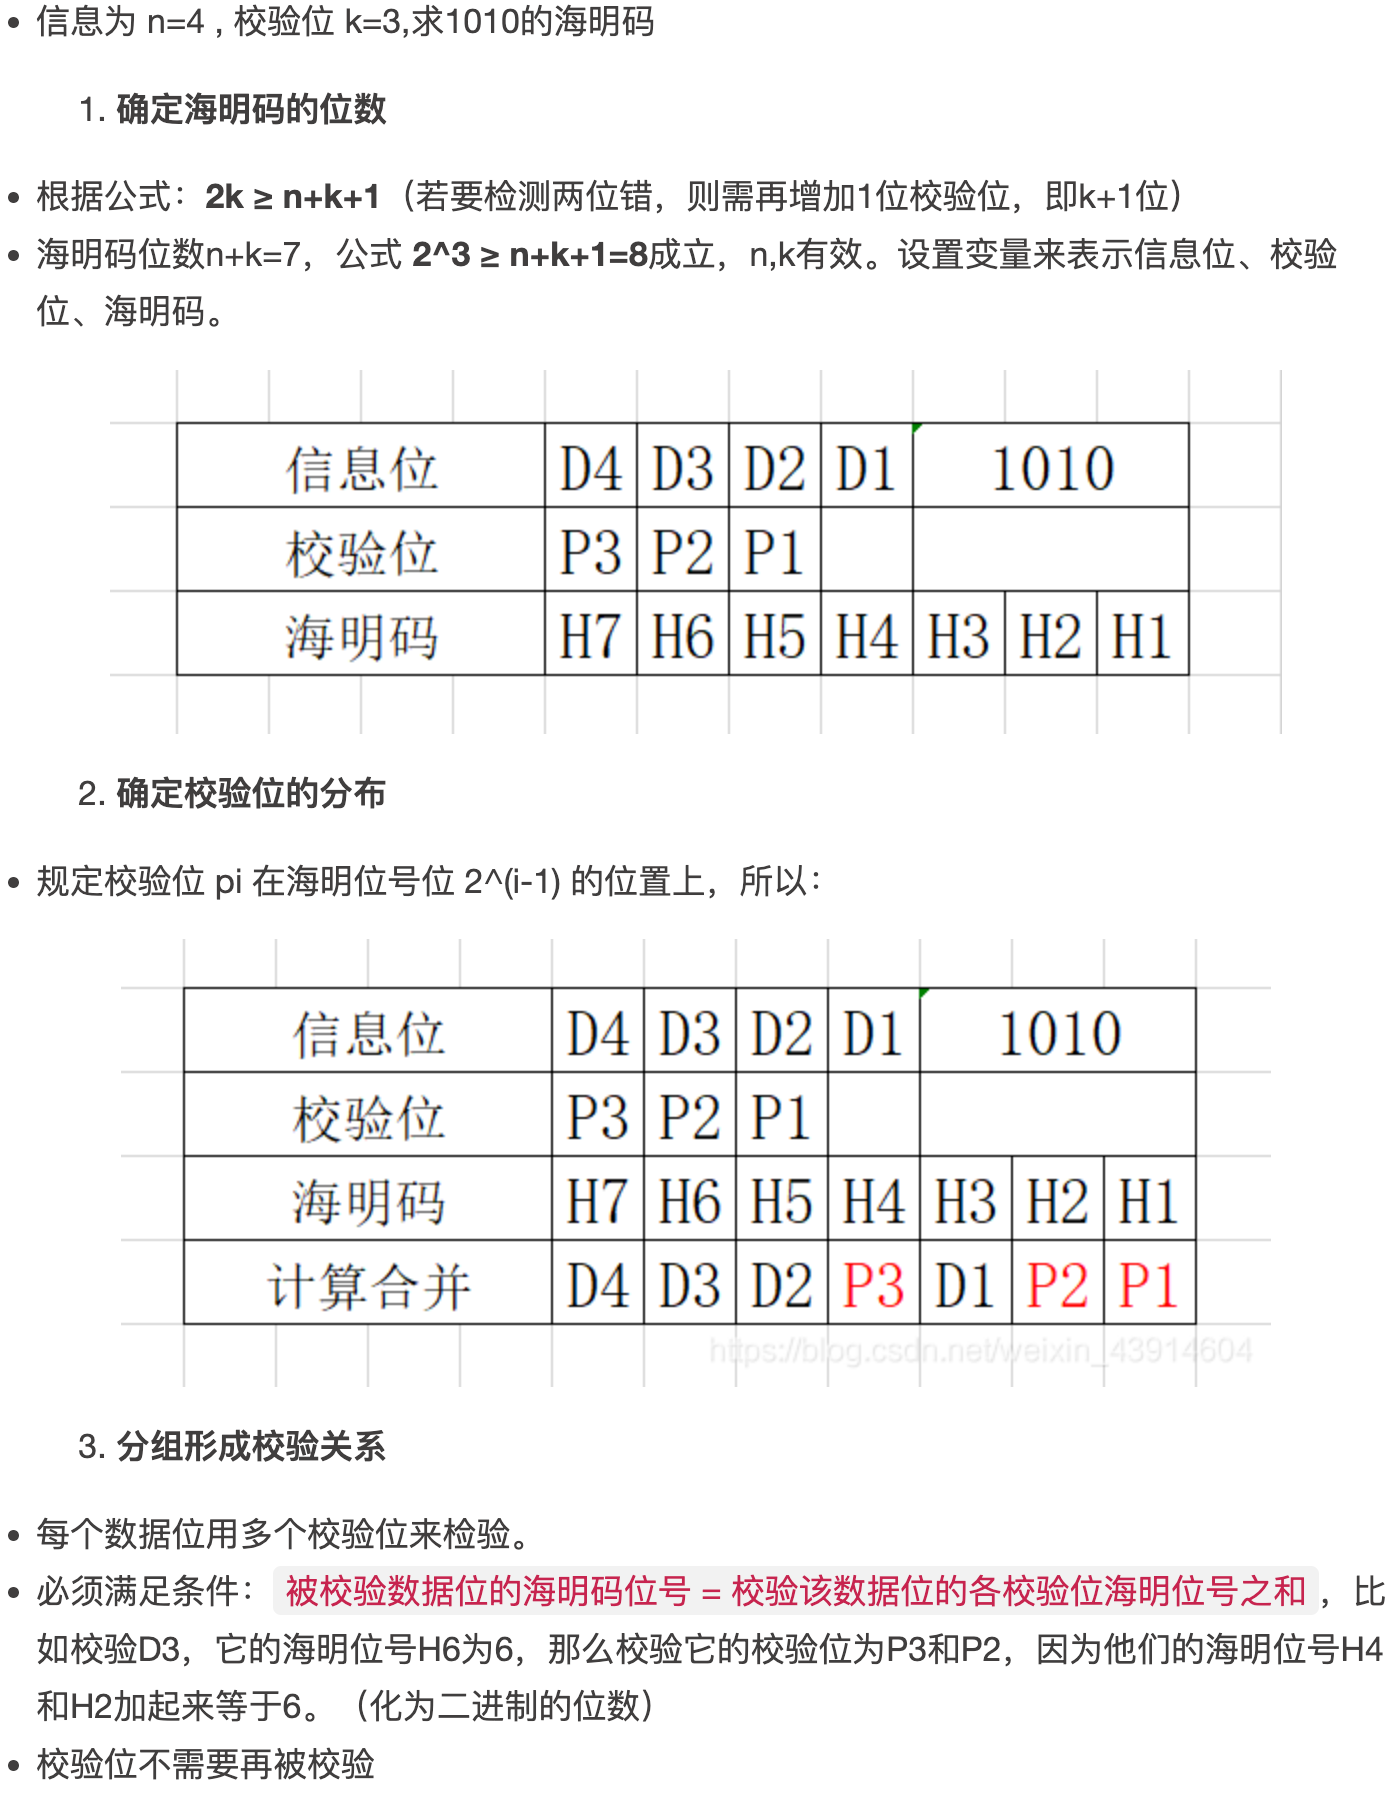 • 信息为 n=4 , 校验位 k=3,求1010的海明码
1. 确定海明码的位数
• 根据公式：2k ≥ n+k+1（若要检测两位错，则需再增加1位校验位，即k+1位）
• 海明码位数n+k=7，公式 2^3 ≥ n+k+1=8成立，n,k有效。设置变量来表示信息位、校验
位、海明码。
信息位 D4 D3 D2 D1 1010
校验位 P3 P2 P1
海明码 H7 H6 H5 H4 H3 H2 H1
2. 确定校验位的分布
• 规定校验位 pi 在海明位号位 2^(i-1) 的位置上，所以：
信息位 D4 D3 D2 D1 1010
校验位 P3 P2 P1
海明码 H7 H6 H5 H4 H3 H2 H1
计算合并 D4 D3 D2 P3 D1 P2 P1
https://blog.csdn.net/weixin_43914604
3. 分组形成校验关系
• 每个数据位用多个校验位来检验。
• 必须满足条件：被校验数据位的海明码位号 = 校验该数据位的各校验位海明位号之和，比
如校验D3，它的海明位号H6为6，那么校验它的校验位为P3和P2，因为他们的海明位号H4
和H2加起来等于6。（化为二进制的位数）
• 校验位不需要再被校验